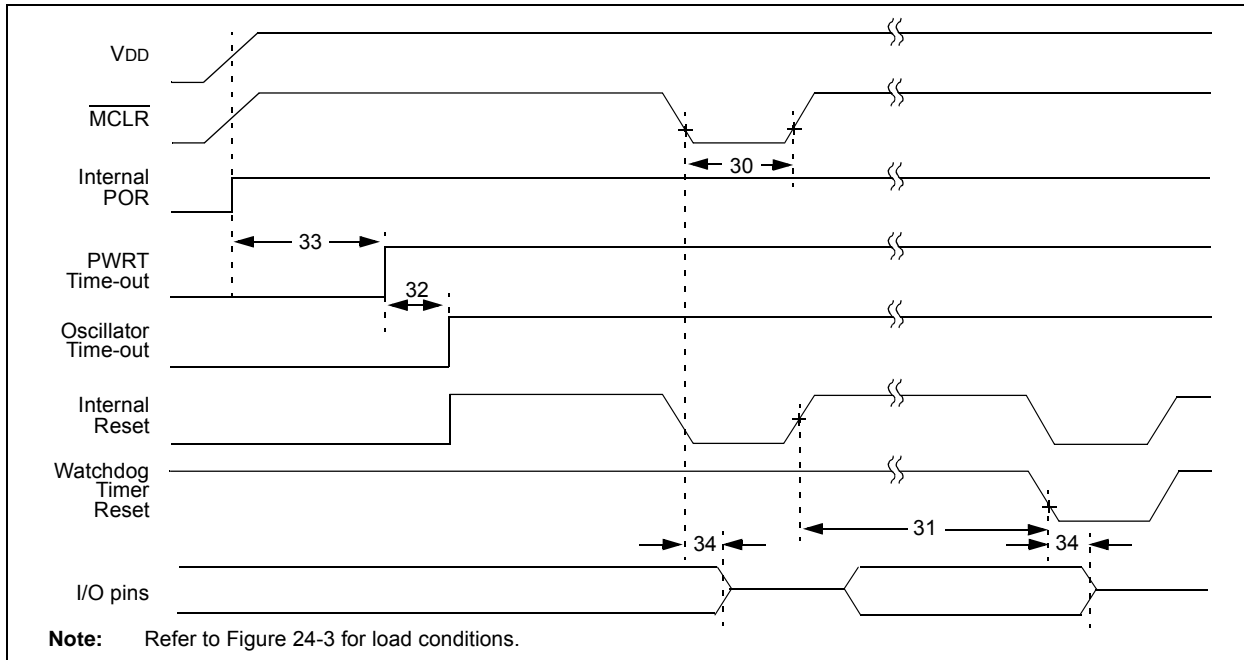 VDD
MCLR
30
Internal
POR
33
PWRT
Time-out
32
Oscillator
Time-out
Internal
Reset
Watchdog
Timer
Reset
31
34
34
I/O pins
Note: Refer to Figure 24-3 for load conditions.